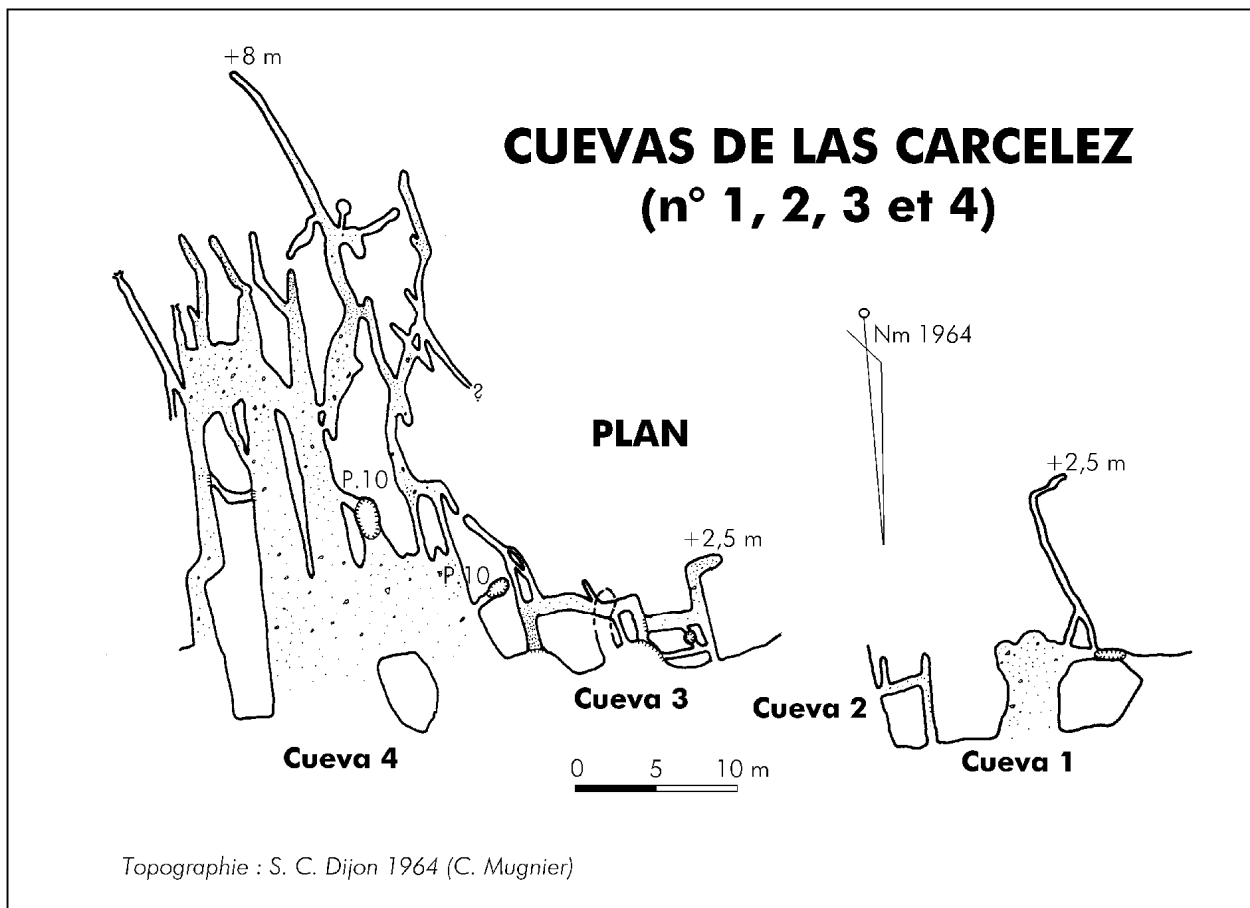 +8 m
CUEVAS DE LAS CARCELEZ
(n° 1, 2, 3 et 4)
Nm 1964
?
PLAN
+2,5 m
P.10
+2,5 m
P.10
Cueva 3
Cueva 2
Cueva 4
Cueva 1
0 5 10 m
Topographie : S. C. Dijon 1964 (C. Mugnier)